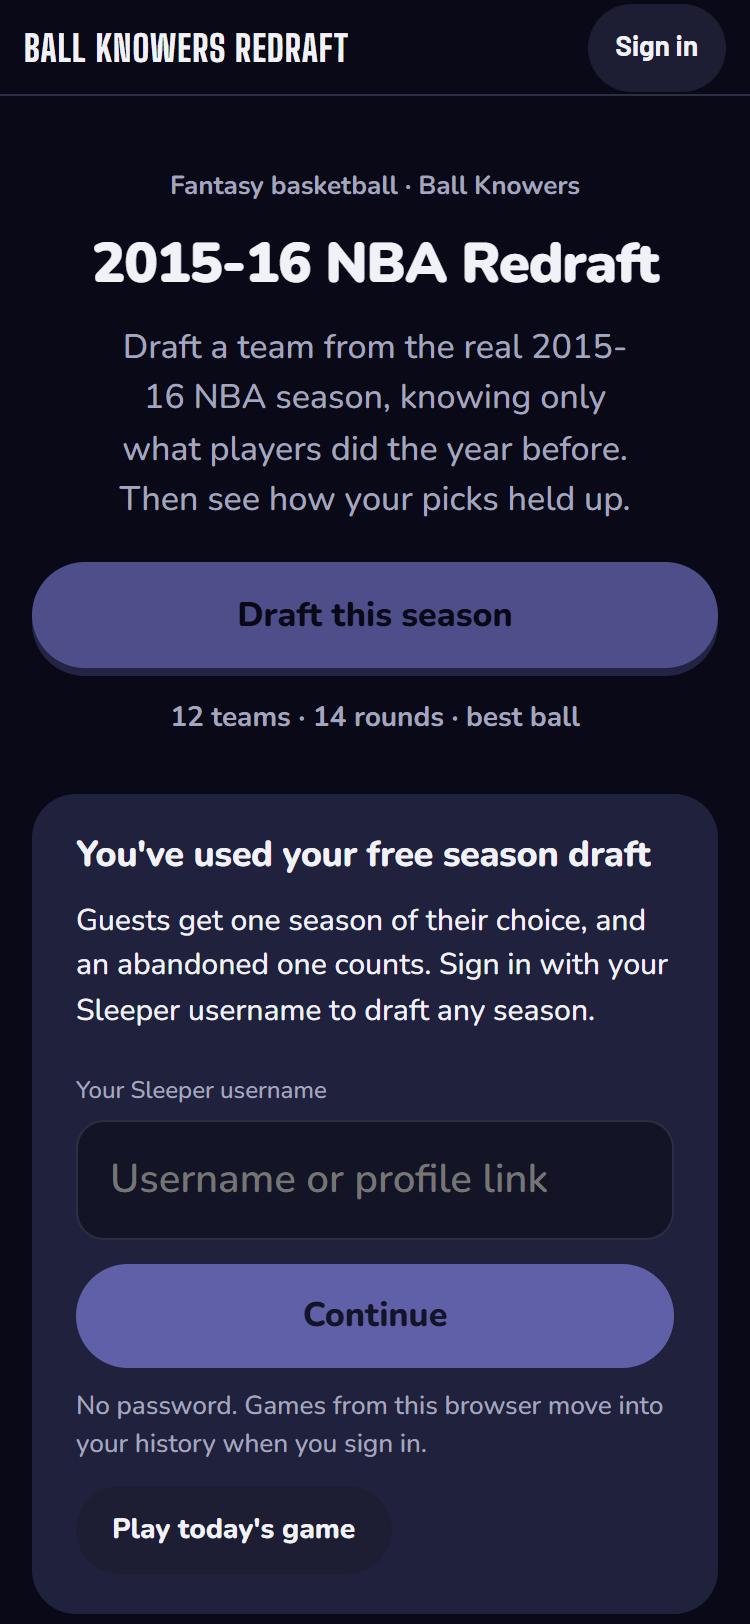 BALL KNOWERS REDRAFT
Sign in
Fantasy basketball · Ball Knowers
2015-16 NBA Redraft
Draft a team from the real 2015-
16 NBA season, knowing only
what players did the year before.
Then see how your picks held up.
Draft this season
12 teams · 14 rounds · best ball
You've used your free season draft
Guests get one season of their choice, and
an abandoned one counts. Sign in with your
Sleeper username to draft any season.
Your Sleeper username
Username or profile link
Continue
No password. Games from this browser move into
your history when you sign in.
Play today's game